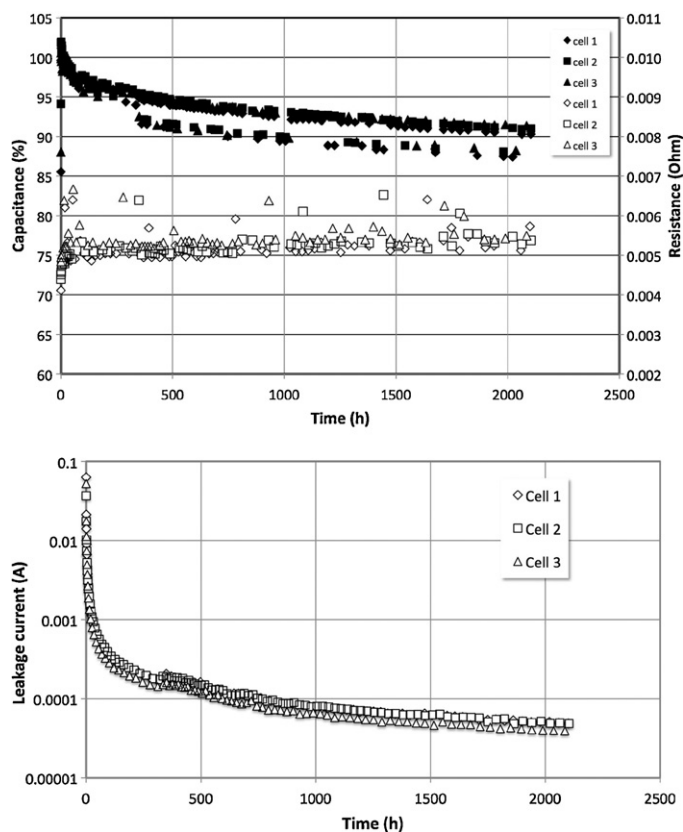 105
100
95
90
85
80
75
70
65
60
Capacitance (%)
0.011
0.010
0.009
0.008
0.007
0.006
0.005
0.004
0.003
0.002
Resistance (Ohm)
cell 1
cell 2
cell 3
cell 1
cell 2
cell 3
0 500 1000 1500 2000 2500
Time (h)
0.1
0.01
0.001
0.0001
0.00001
Leakage current (A)
Cell 1
Cell 2
Cell 3
0 500 1000 1500 2000 2500
Time (h)